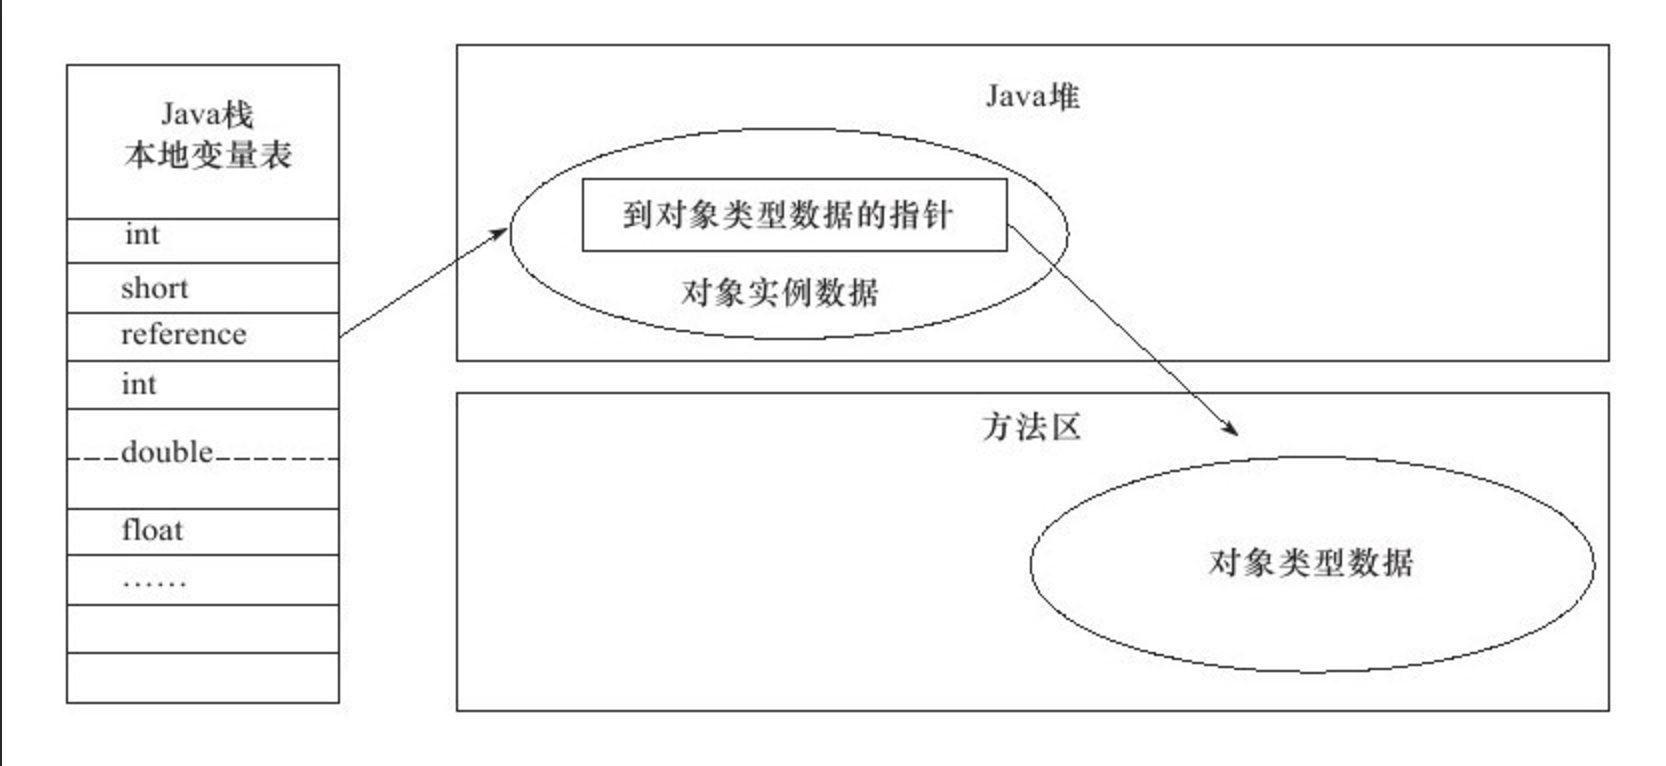 Java栈
本地变量表
int
short
reference
int
double
float
……
Java堆
到对象类型数据的指针
对象实例数据
方法区
对象类型数据